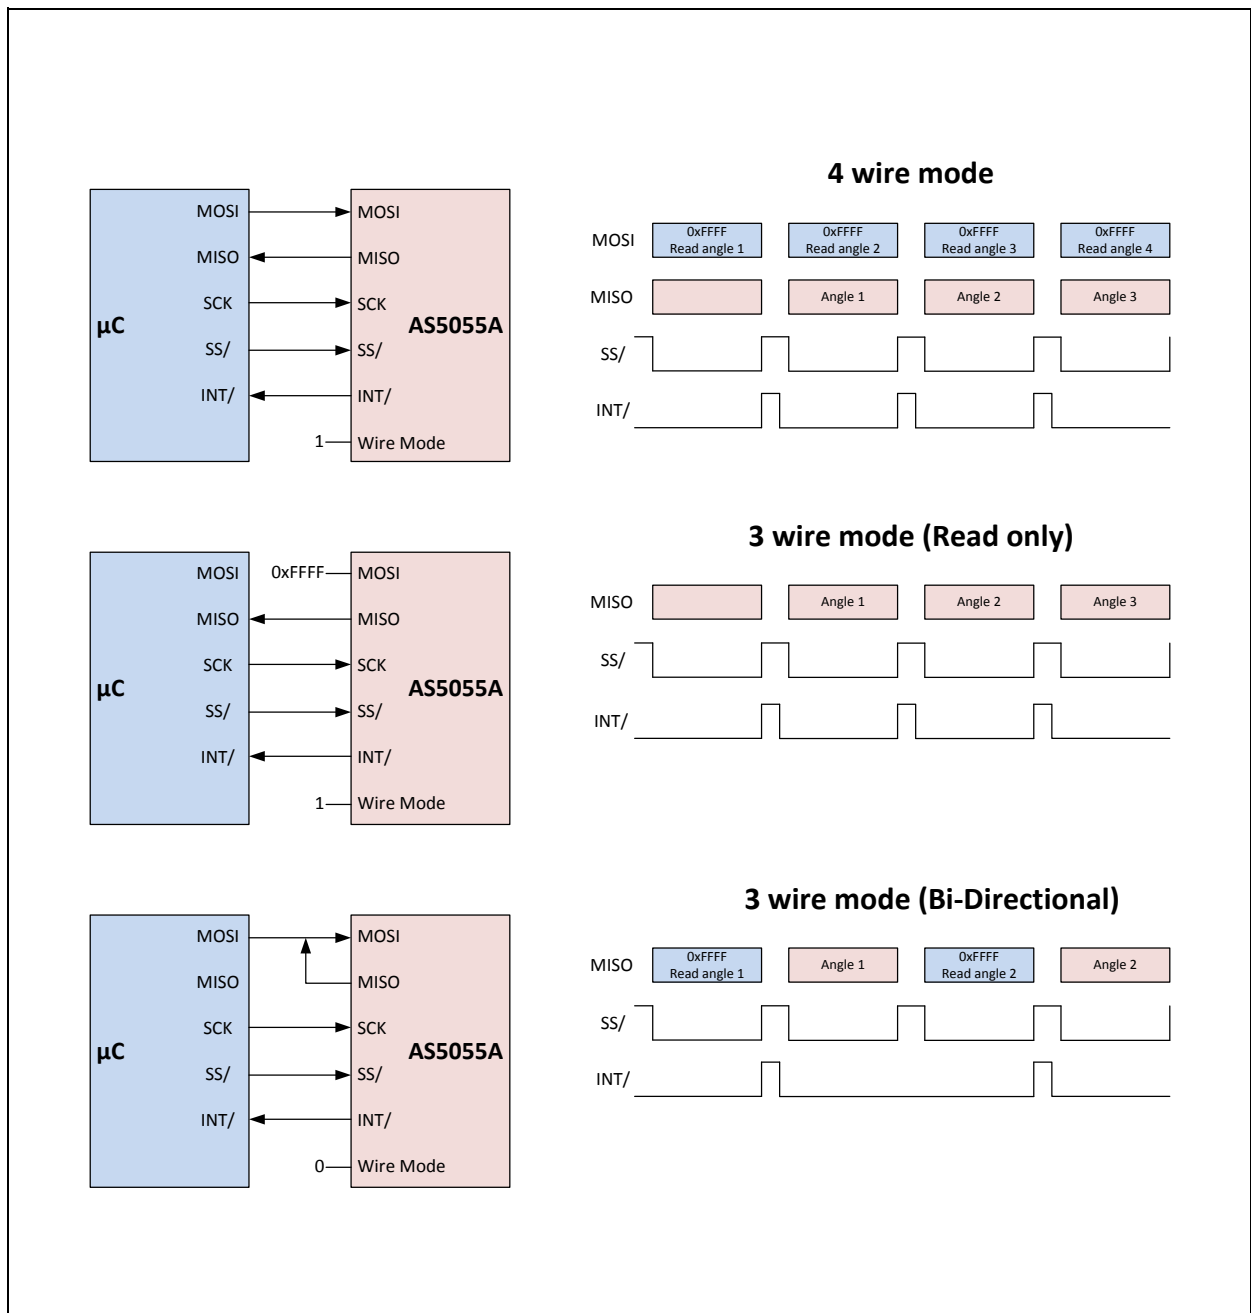 4 wire mode
MOSI MOSI
MISO MISO
SCK SCK
µC AS5055A
SS/ SS/
INT/ INT/
1 Wire Mode
MOSI 0xFFFF Read angle 1 0xFFFF Read angle 2 0xFFFF Read angle 3 0xFFFF Read angle 4
MISO Angle 1 Angle 2 Angle 3
SS/
INT/
3 wire mode (Read only)
MOSI 0xFFFF MOSI
MISO MISO
SCK SCK
µC AS5055A
SS/ SS/
INT/ INT/
1 Wire Mode
MISO Angle 1 Angle 2 Angle 3
SS/
INT/
3 wire mode (Bi-Directional)
MOSI MOSI
MISO MISO
SCK SCK
µC AS5055A
SS/ SS/
INT/ INT/
0 Wire Mode
MISO 0xFFFF Read angle 1 Angle 1 0xFFFF Read angle 2 Angle 2
SS/
INT/